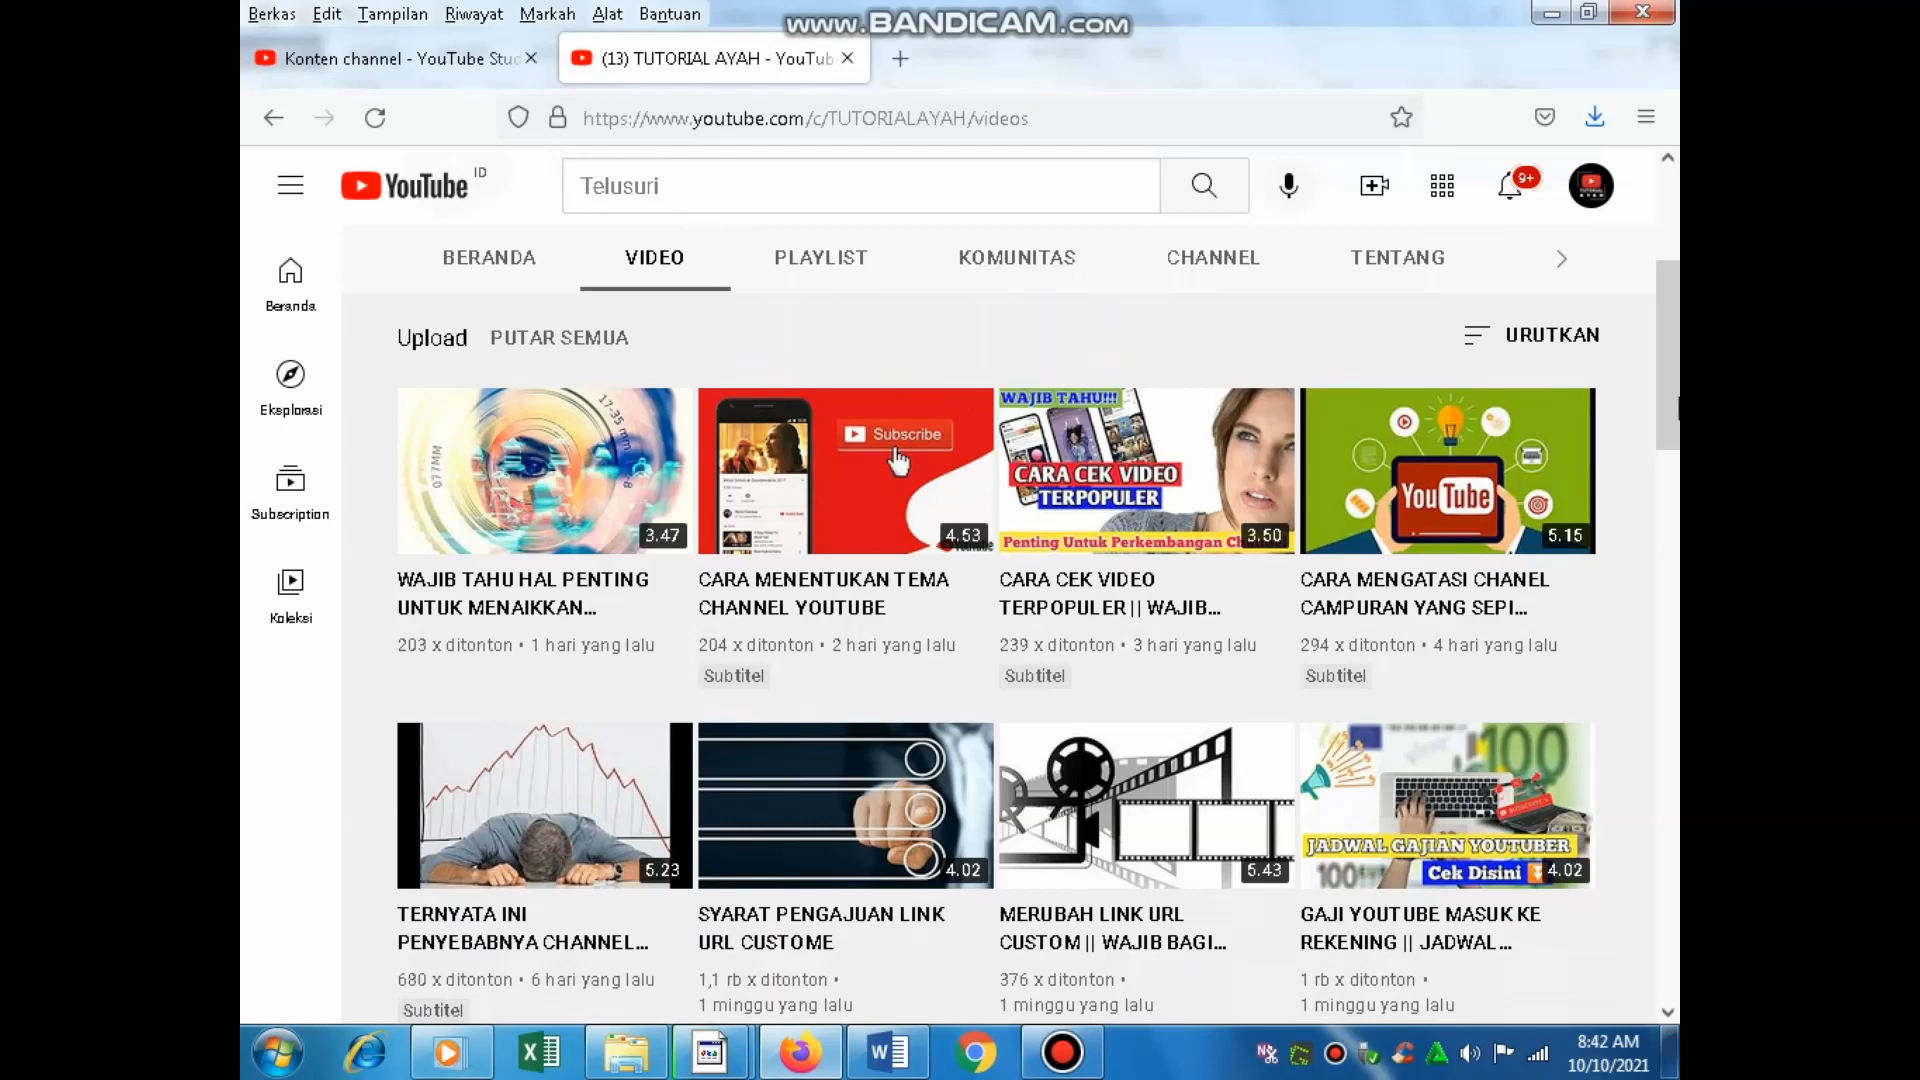 Berkas Edit Tampilan Riwayat Markah Alat Bantuan
www.BANDICAM.com
Konten channel - YouTube Stud
(13) TUTORIAL AYAH - YouTub
https://www.youtube.com/c/TUTORIALAYAH/videos
YouTube ID
Telusuri
9+
BERANDA VIDEO PLAYLIST KOMUNITAS CHANNEL TENTANG
Beranda
Eksplorasi
Subscription
Koleksi
Upload PUTAR SEMUA
URUTKAN
077MM
17-35 mm
3.47
Subscribe
YouTube
4.53
WAJIB TAHU!!!
CARA CEK VIDEO
TERPOPULER
Penting Untuk Perkembangan Ch
3.50
YouTube
5.15
WAJIB TAHU HAL PENTING
UNTUK MENAIKKAN...
203 x ditonton • 1 hari yang lalu
CARA MENENTUKAN TEMA
CHANNEL YOUTUBE
204 x ditonton • 2 hari yang lalu
Subtitel
CARA CEK VIDEO
TERPOPULER || WAJIB...
239 x ditonton • 3 hari yang lalu
Subtitel
CARA MENGATASI CHANEL
CAMPURAN YANG SEPI...
294 x ditonton • 4 hari yang lalu
Subtitel
5.23
4.02
5.43
100
JADWAL GAJIAN YOUTUBER
Cek Disini
100
4.02
TERNYATA INI
PENYEBABNYA CHANNEL...
680 x ditonton • 6 hari yang lalu
Subtitel
SYARAT PENGAJUAN LINK
URL CUSTOME
1,1 rb x ditonton •
1 minggu yang lalu
MERUBAH LINK URL
CUSTOM || WAJIB BAGI...
376 x ditonton •
1 minggu yang lalu
GAJI YOUTUBE MASUK KE
REKENING || JADWAL...
1 rb x ditonton •
1 minggu yang lalu
8:42 AM
10/10/2021